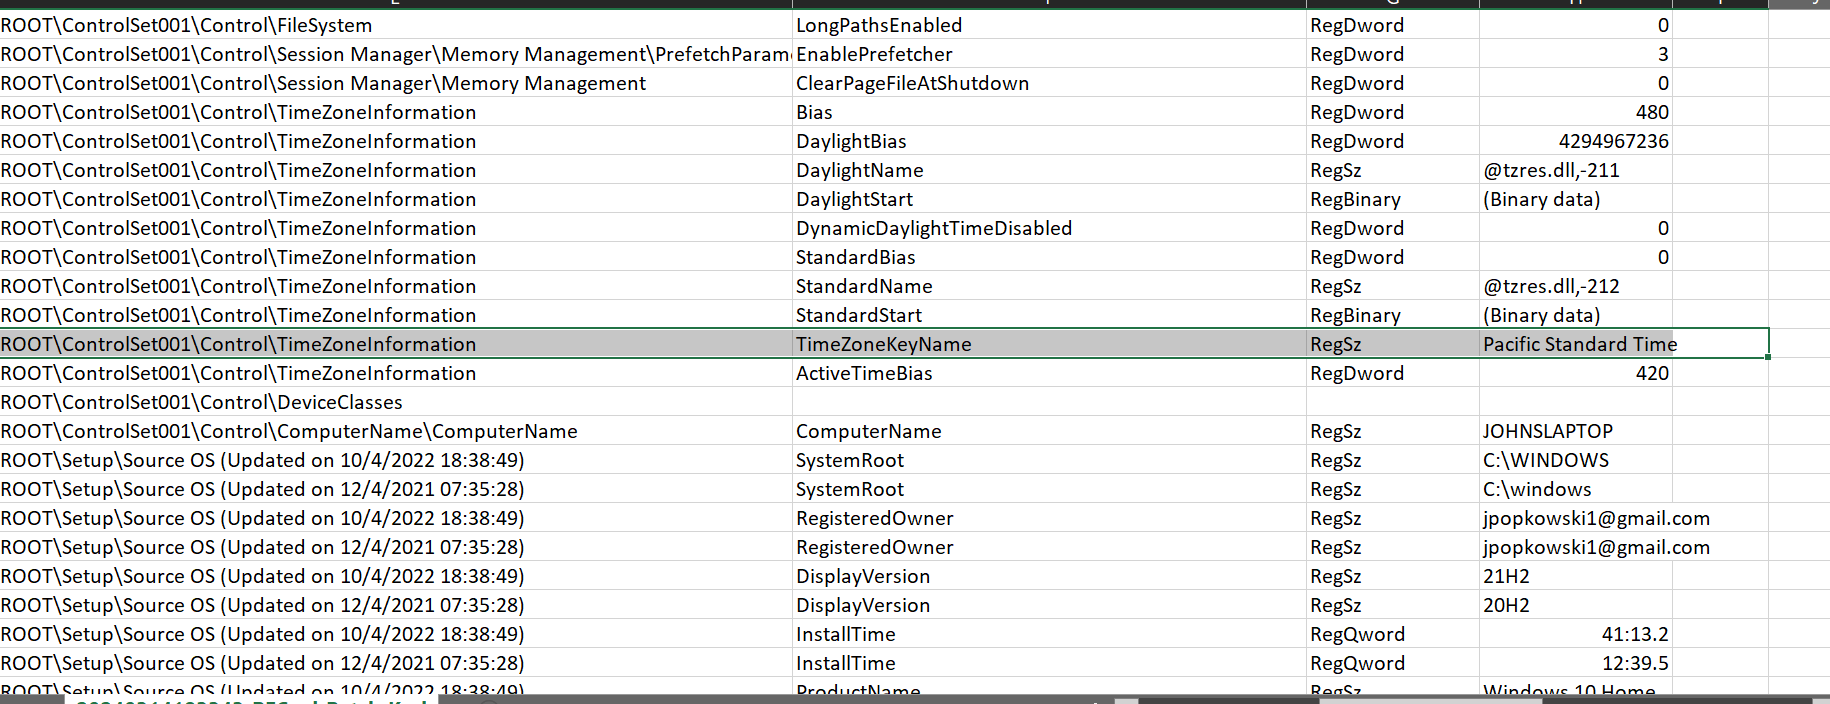 ROOT\ControlSet001\Control\FileSystem LongPathsEnabled RegDword 0
ROOT\ControlSet001\Control\Session Manager\Memory Management\PrefetchParam EnablePrefetcher RegDword 3
ROOT\ControlSet001\Control\Session Manager\Memory Management ClearPageFileAtShutdown RegDword 0
ROOT\ControlSet001\Control\TimeZoneInformation Bias RegDword 480
ROOT\ControlSet001\Control\TimeZoneInformation DaylightBias RegDword 4294967236
ROOT\ControlSet001\Control\TimeZoneInformation DaylightName RegSz @tzres.dll,-211
ROOT\ControlSet001\Control\TimeZoneInformation DaylightStart RegBinary (Binary data)
ROOT\ControlSet001\Control\TimeZoneInformation DynamicDaylightTimeDisabled RegDword 0
ROOT\ControlSet001\Control\TimeZoneInformation StandardBias RegDword 0
ROOT\ControlSet001\Control\TimeZoneInformation StandardName RegSz @tzres.dll,-212
ROOT\ControlSet001\Control\TimeZoneInformation StandardStart RegBinary (Binary data)
ROOT\ControlSet001\Control\TimeZoneInformation TimeZoneKeyName RegSz Pacific Standard Time
ROOT\ControlSet001\Control\TimeZoneInformation ActiveTimeBias RegDword 420
ROOT\ControlSet001\Control\DeviceClasses
ROOT\ControlSet001\Control\ComputerName\ComputerName ComputerName RegSz JOHNSLAPTOP
ROOT\Setup\Source OS (Updated on 10/4/2022 18:38:49) SystemRoot RegSz C:\WINDOWS
ROOT\Setup\Source OS (Updated on 12/4/2021 07:35:28) SystemRoot RegSz C:\windows
ROOT\Setup\Source OS (Updated on 10/4/2022 18:38:49) RegisteredOwner RegSz jpopkowski1@gmail.com
ROOT\Setup\Source OS (Updated on 12/4/2021 07:35:28) RegisteredOwner RegSz jpopkowski1@gmail.com
ROOT\Setup\Source OS (Updated on 10/4/2022 18:38:49) DisplayVersion RegSz 21H2
ROOT\Setup\Source OS (Updated on 12/4/2021 07:35:28) DisplayVersion RegSz 20H2
ROOT\Setup\Source OS (Updated on 10/4/2022 18:38:49) InstallTime RegQword 41:13.2
ROOT\Setup\Source OS (Updated on 12/4/2021 07:35:28) InstallTime RegQword 12:39.5
ROOT\Setup\Source OS (Updated on 10/4/2022 18:38:49) ProductName RegSz Windows 10 Home